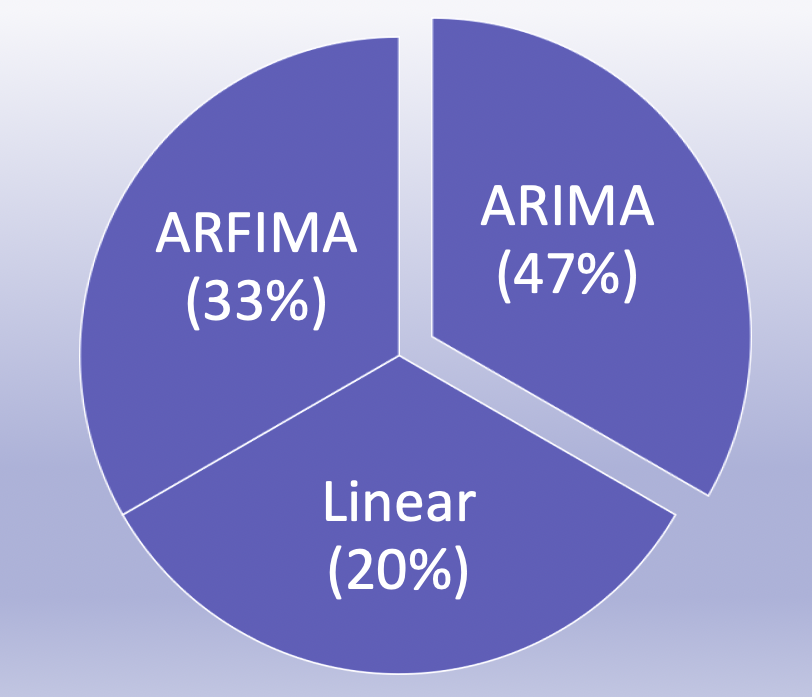 ARFIMA
(33%)
ARIMA
(47%)
Linear
(20%)